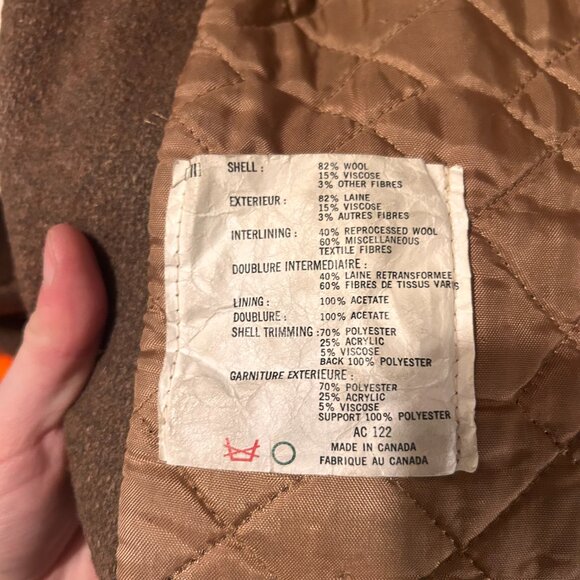 SHELL : 82% WOOL
15% VISCOSE
3% OTHER FIBRES
EXTERIEUR : 82% LAINE
15% VISCOSE
3% AUTRES FIBRES
INTERLINING : 40% REPROCESSED WOOL
60% MISCELLANEOUS
TEXTILE FIBRES
DOUBLURE INTERMEDIAIRE :
40% LAINE RETRANSFORMEE
60% FIBRES DE TISSUS VARIS
LINING : 100% ACETATE
DOUBLURE : 100% ACETATE
SHELL TRIMMING : 70% POLYESTER
25% ACRYLIC
5% VISCOSE
BACK 100% POLYESTER
GARNITURE EXTERIEURE :
70% POLYESTER
25% ACRYLIC
5% VISCOSE
SUPPORT 100% POLYESTER
AC 122
MADE IN CANADA
FABRIQUE AU CANADA